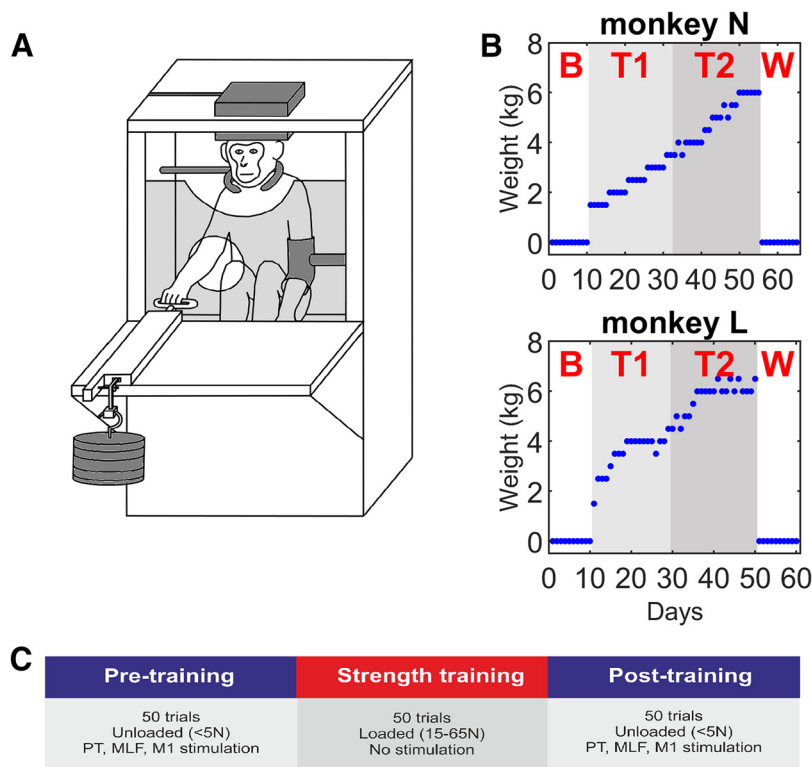 A
B
monkey N
B T1 T2 W
Weight (kg)
8
6
4
2
0
0 10 20 30 40 50 60
monkey L
B T1 T2 W
Weight (kg)
8
6
4
2
0
0 10 20 30 40 50 60
Days
C
Pre-training Strength training Post-training
50 trials 50 trials 50 trials
Unloaded (<5N) Loaded (15-65N) Unloaded (<5N)
PT, MLF, M1 stimulation No stimulation PT, MLF, M1 stimulation